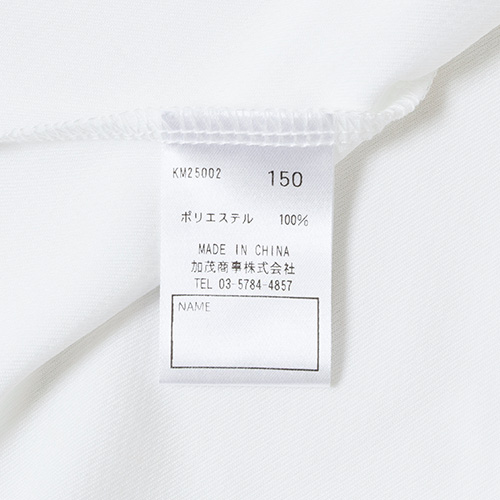 KM25002 150
ポリエステル 100%
MADE IN CHINA
加茂商事株式会社
TEL 03-5784-4857
NAME